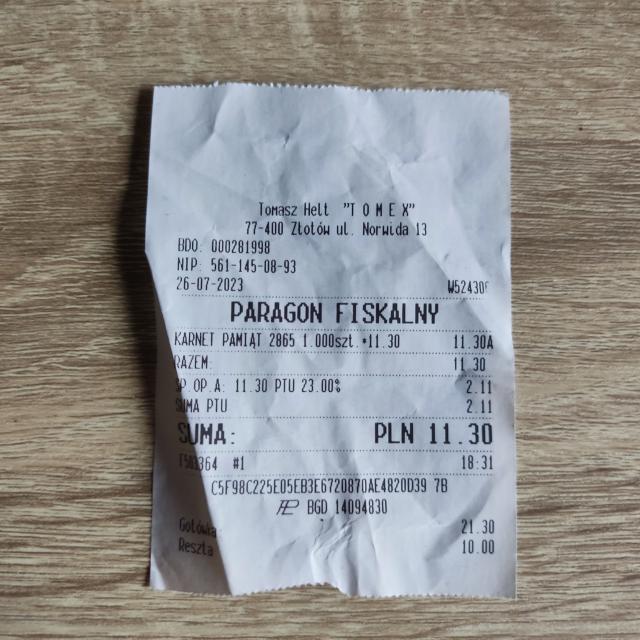 Tomasz Helt "T O M E X"
77-400 Złotów ul. Norwida 13
BDO: 000281998
NIP: 561-145-08-93
26-07-2023
PARAGON FISKALNY
KARNET PAMIĄT 2865 1.000szt.*11.30 11.30A
RAZEM: 11.30
SP.OP.A: 11.30 PTU 23.00% 2.11
SUMA PTU 2.11
SUMA: PLN 11.30
#1 18:31
C5F98C225E05EB3E6720870AE4820D39 7B
BGD 14094830
Gotówka 21.30
Reszta 10.00